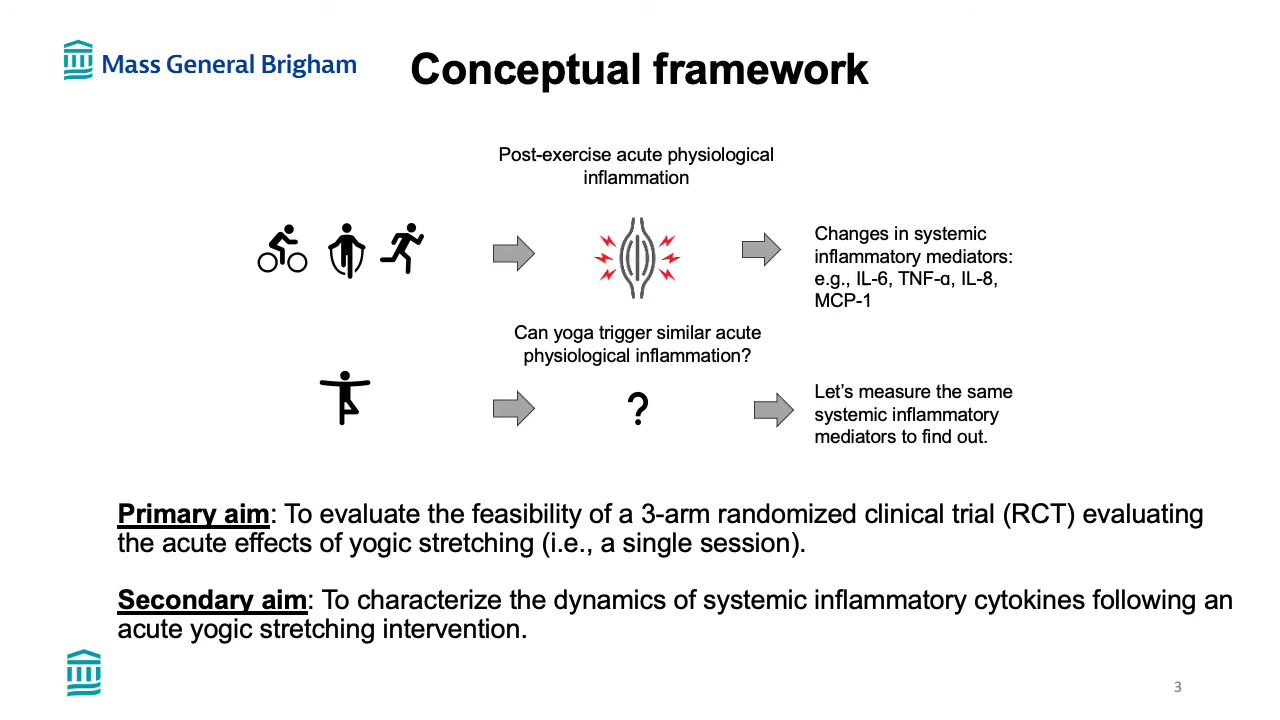 Mass General Brigham
Conceptual framework
Post-exercise acute physiological
inflammation
Changes in systemic
inflammatory mediators:
e.g., IL-6, TNF-α, IL-8,
MCP-1
Can yoga trigger similar acute
physiological inflammation?
?
Let’s measure the same
systemic inflammatory
mediators to find out.
Primary aim: To evaluate the feasibility of a 3-arm randomized clinical trial (RCT) evaluating
the acute effects of yogic stretching (i.e., a single session).
Secondary aim: To characterize the dynamics of systemic inflammatory cytokines following an
acute yogic stretching intervention.
3